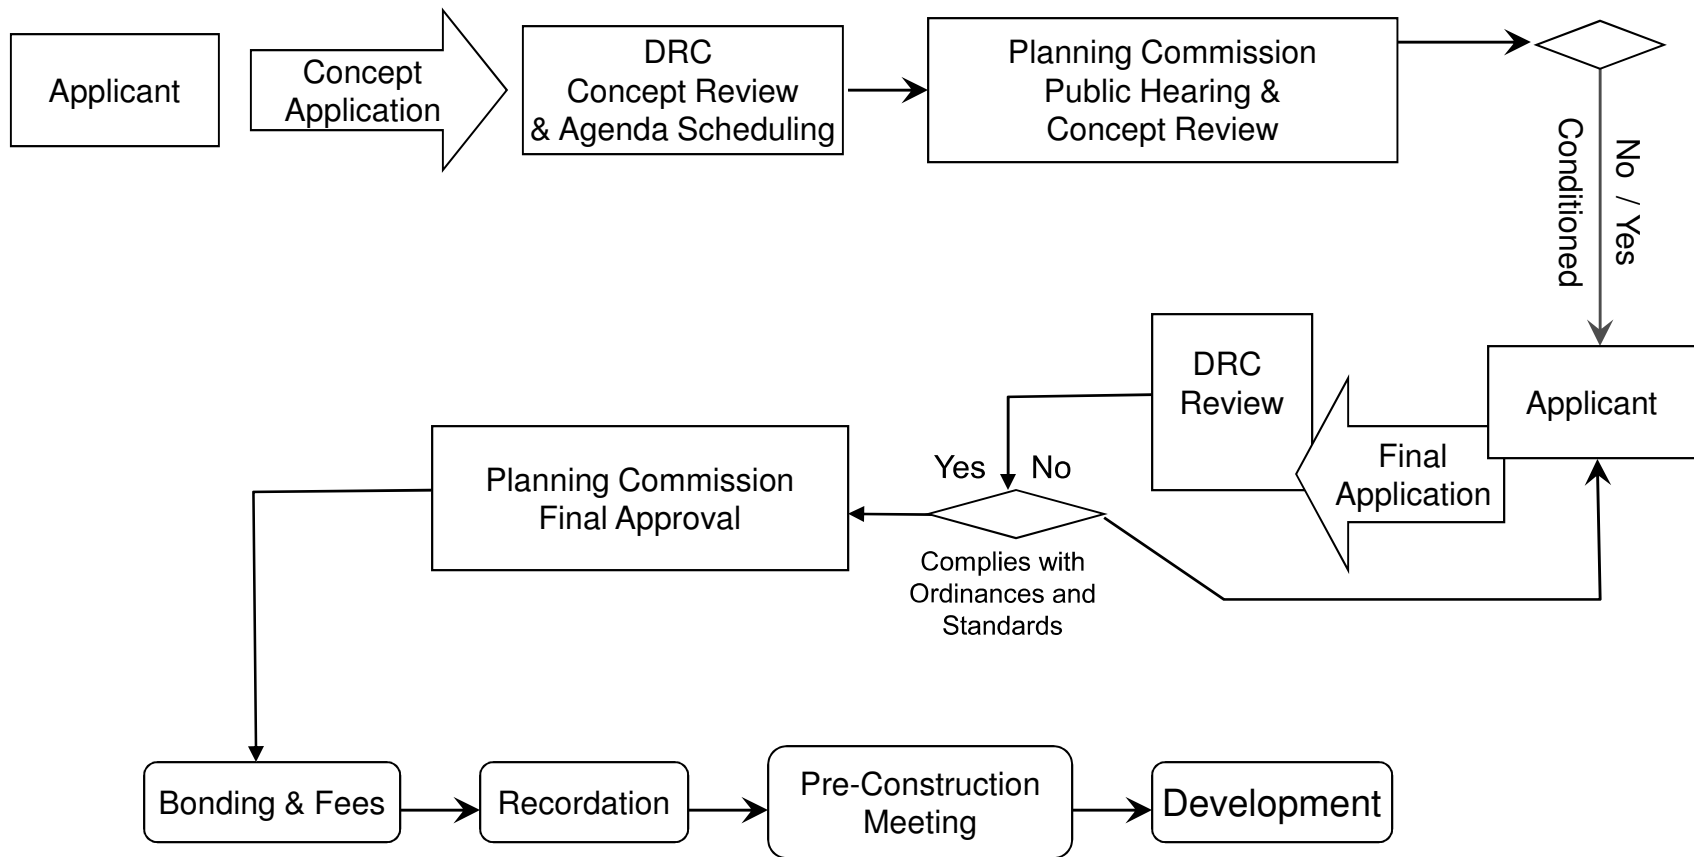 Applicant
Concept
Application
DRC
Concept Review
& Agenda Scheduling
Planning Commission
Public Hearing &
Concept Review
No / Yes
Conditioned
Applicant
Final
Application
DRC
Review
Yes
No
Complies with
Ordinances and
Standards
Planning Commission
Final Approval
Bonding & Fees
Recordation
Pre-Construction
Meeting
Development